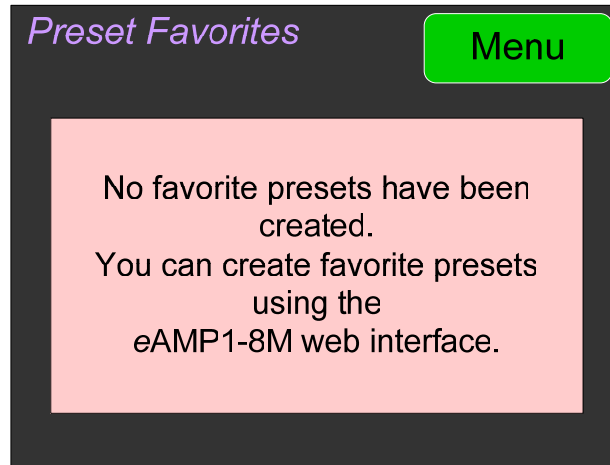 Preset Favorites
Menu
No favorite presets have been
created.
You can create favorite presets
using the
eAMP1-8M web interface.